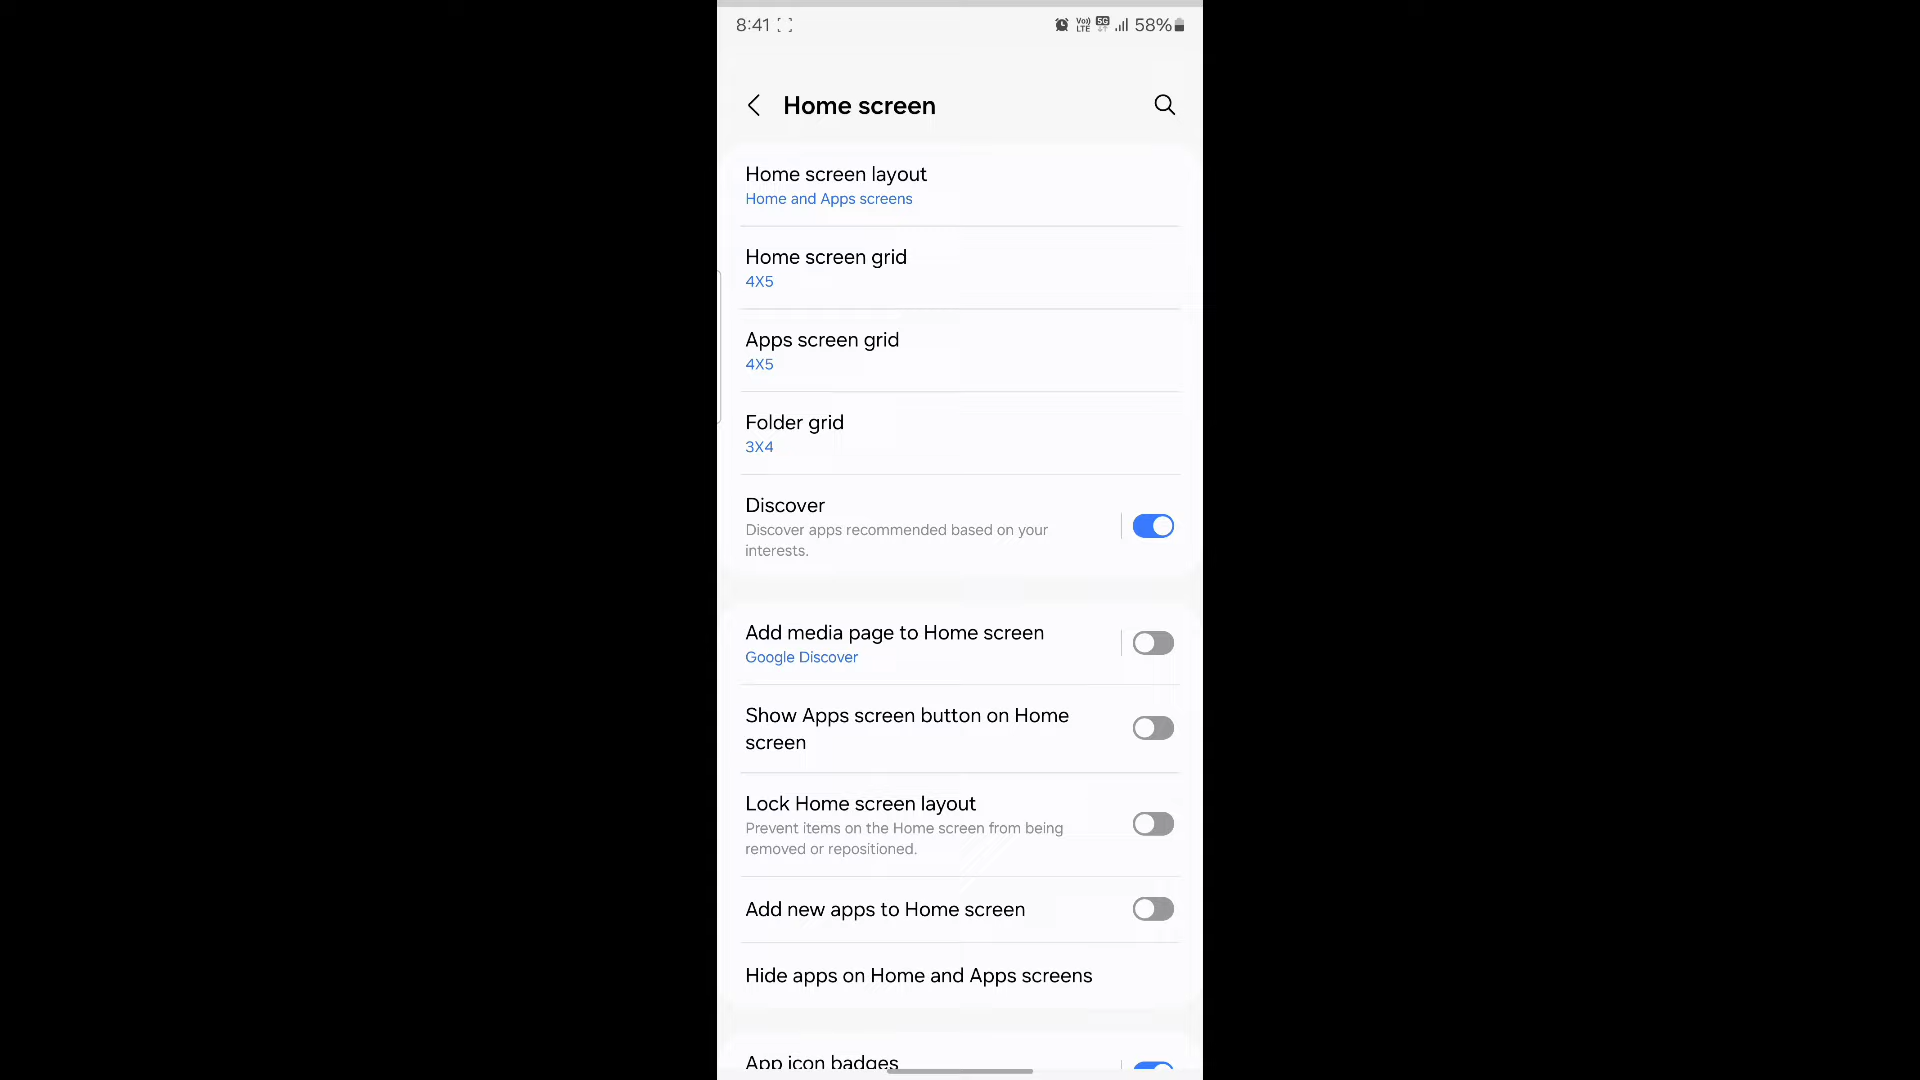 8:41 Vo)) LTE 5G 58%
Home screen
Home screen layout
Home and Apps screens
Home screen grid
4X5
Apps screen grid
4X5
Folder grid
3X4
Discover
Discover apps recommended based on your
interests.
Add media page to Home screen
Google Discover
Show Apps screen button on Home
screen
Lock Home screen layout
Prevent items on the Home screen from being
removed or repositioned.
Add new apps to Home screen
Hide apps on Home and Apps screens
App icon badges